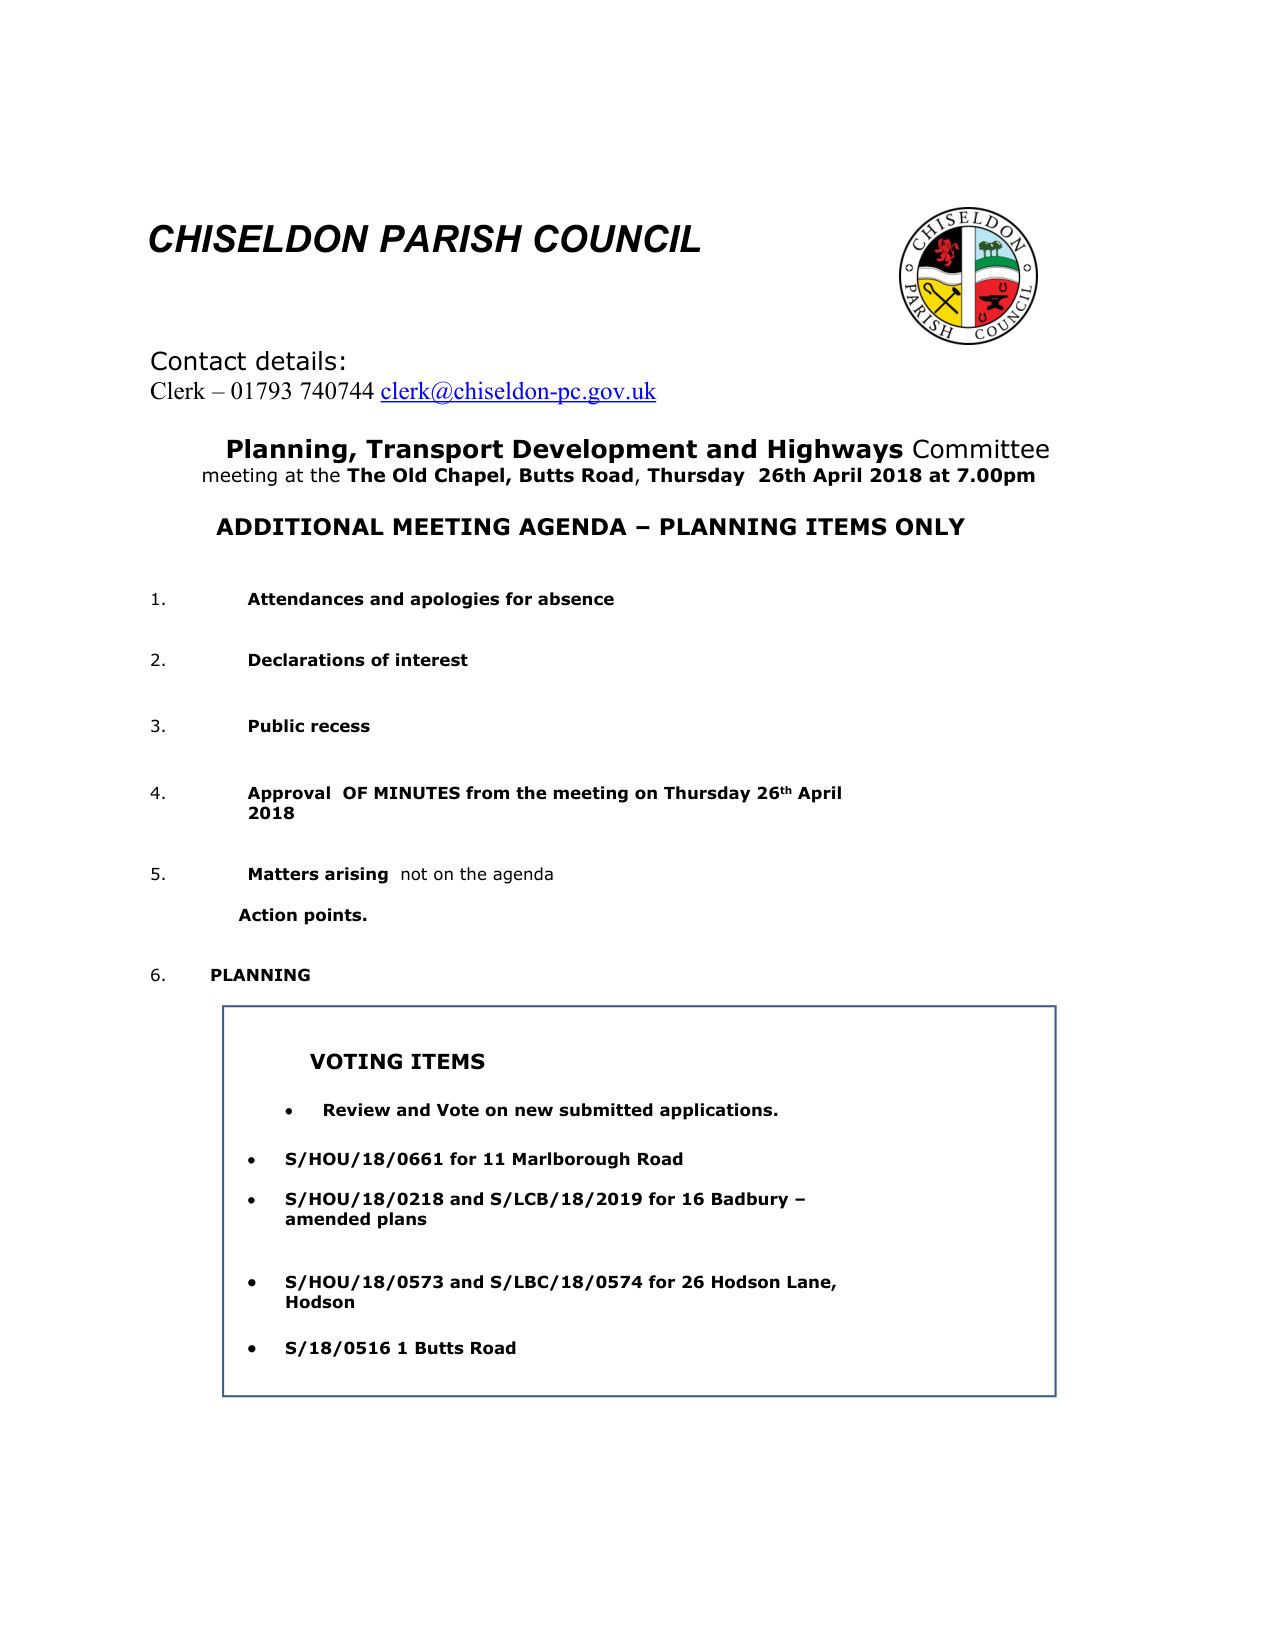 CHISELDON PARISH COUNCIL
CHISELDON
PARISH COUNCIL
Contact details:
Clerk – 01793 740744 clerk@chiseldon-pc.gov.uk
Planning, Transport Development and Highways Committee
meeting at the The Old Chapel, Butts Road, Thursday  26th April 2018 at 7.00pm
ADDITIONAL MEETING AGENDA – PLANNING ITEMS ONLY
1. Attendances and apologies for absence
2. Declarations of interest
3. Public recess
4. Approval  OF MINUTES from the meeting on Thursday 26th April
2018
5. Matters arising  not on the agenda
Action points.
6. PLANNING
VOTING ITEMS
• Review and Vote on new submitted applications.
• S/HOU/18/0661 for 11 Marlborough Road
• S/HOU/18/0218 and S/LCB/18/2019 for 16 Badbury –
amended plans
• S/HOU/18/0573 and S/LBC/18/0574 for 26 Hodson Lane,
Hodson
• S/18/0516 1 Butts Road